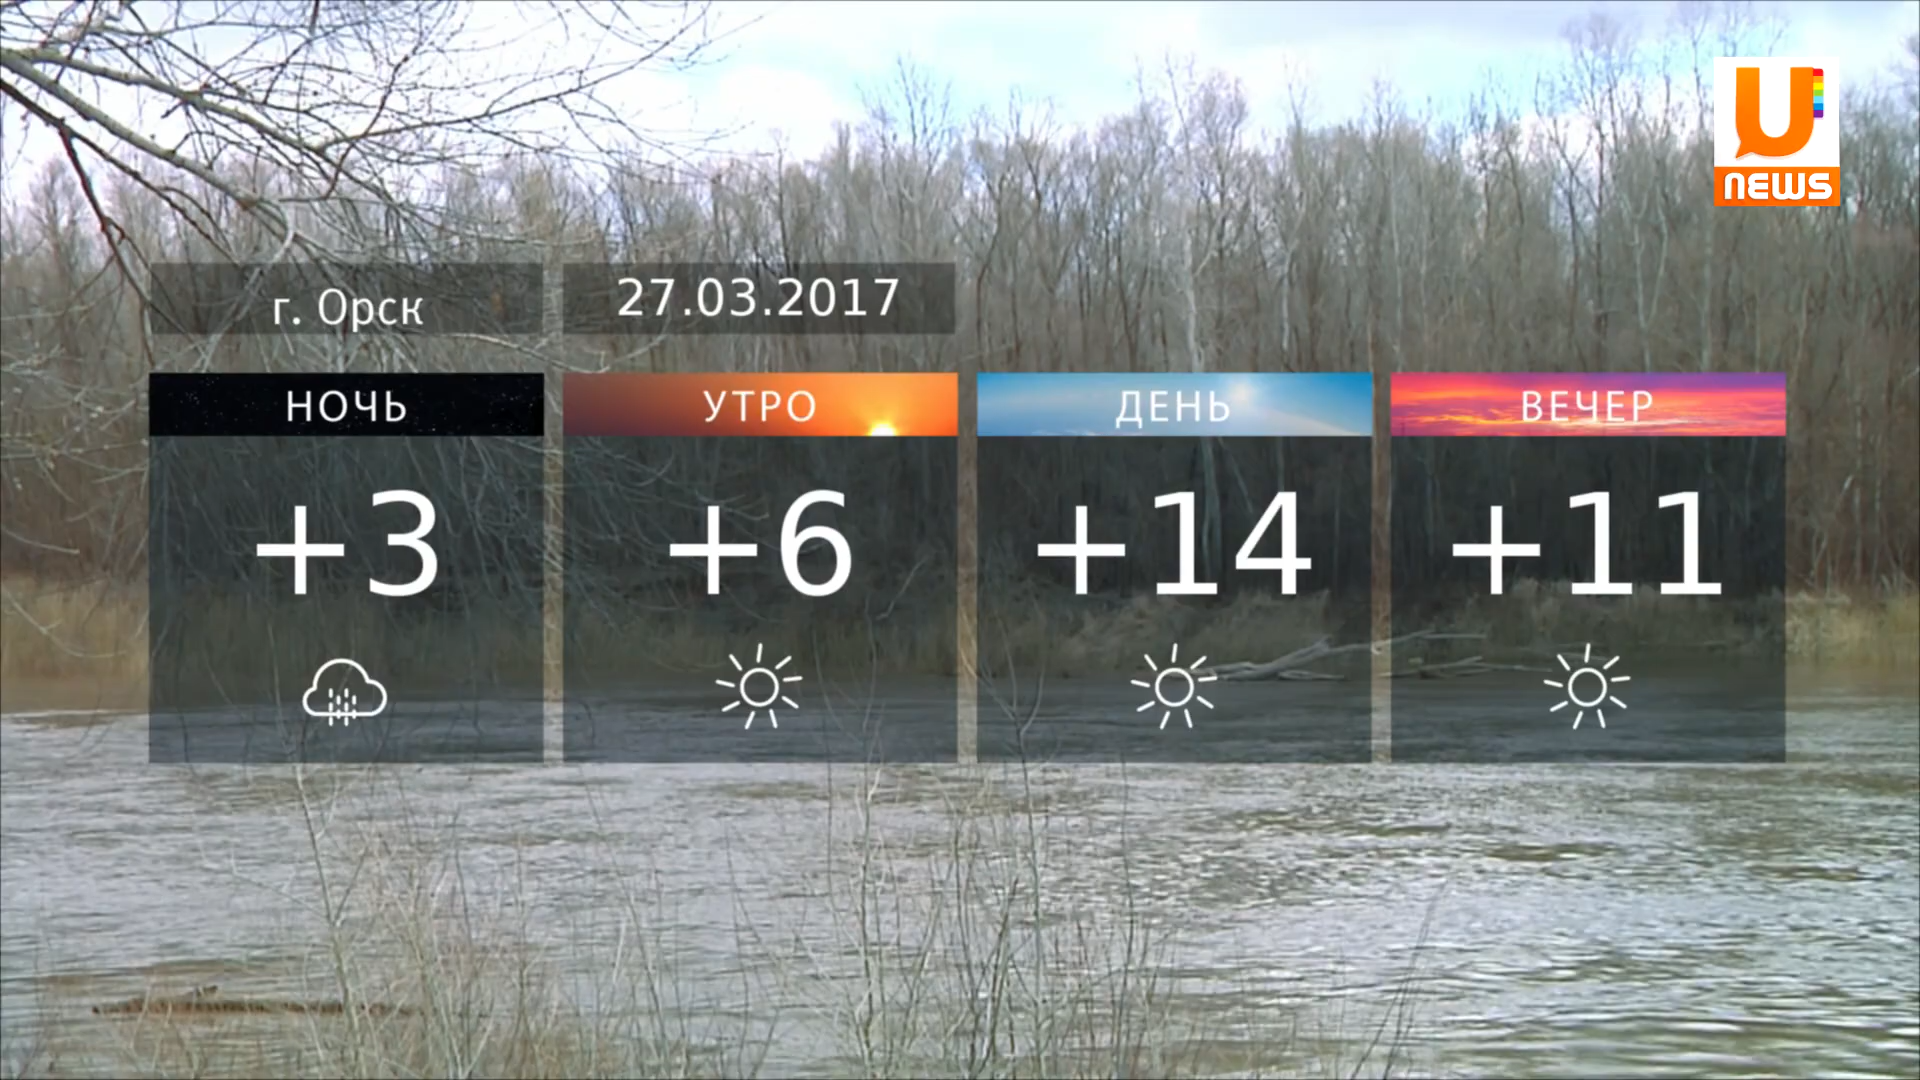 U
NEWS
г. Орск
27.03.2017
НОЧЬ
УТРО
ДЕНЬ
ВЕЧЕР
+3
+6
+14
+11